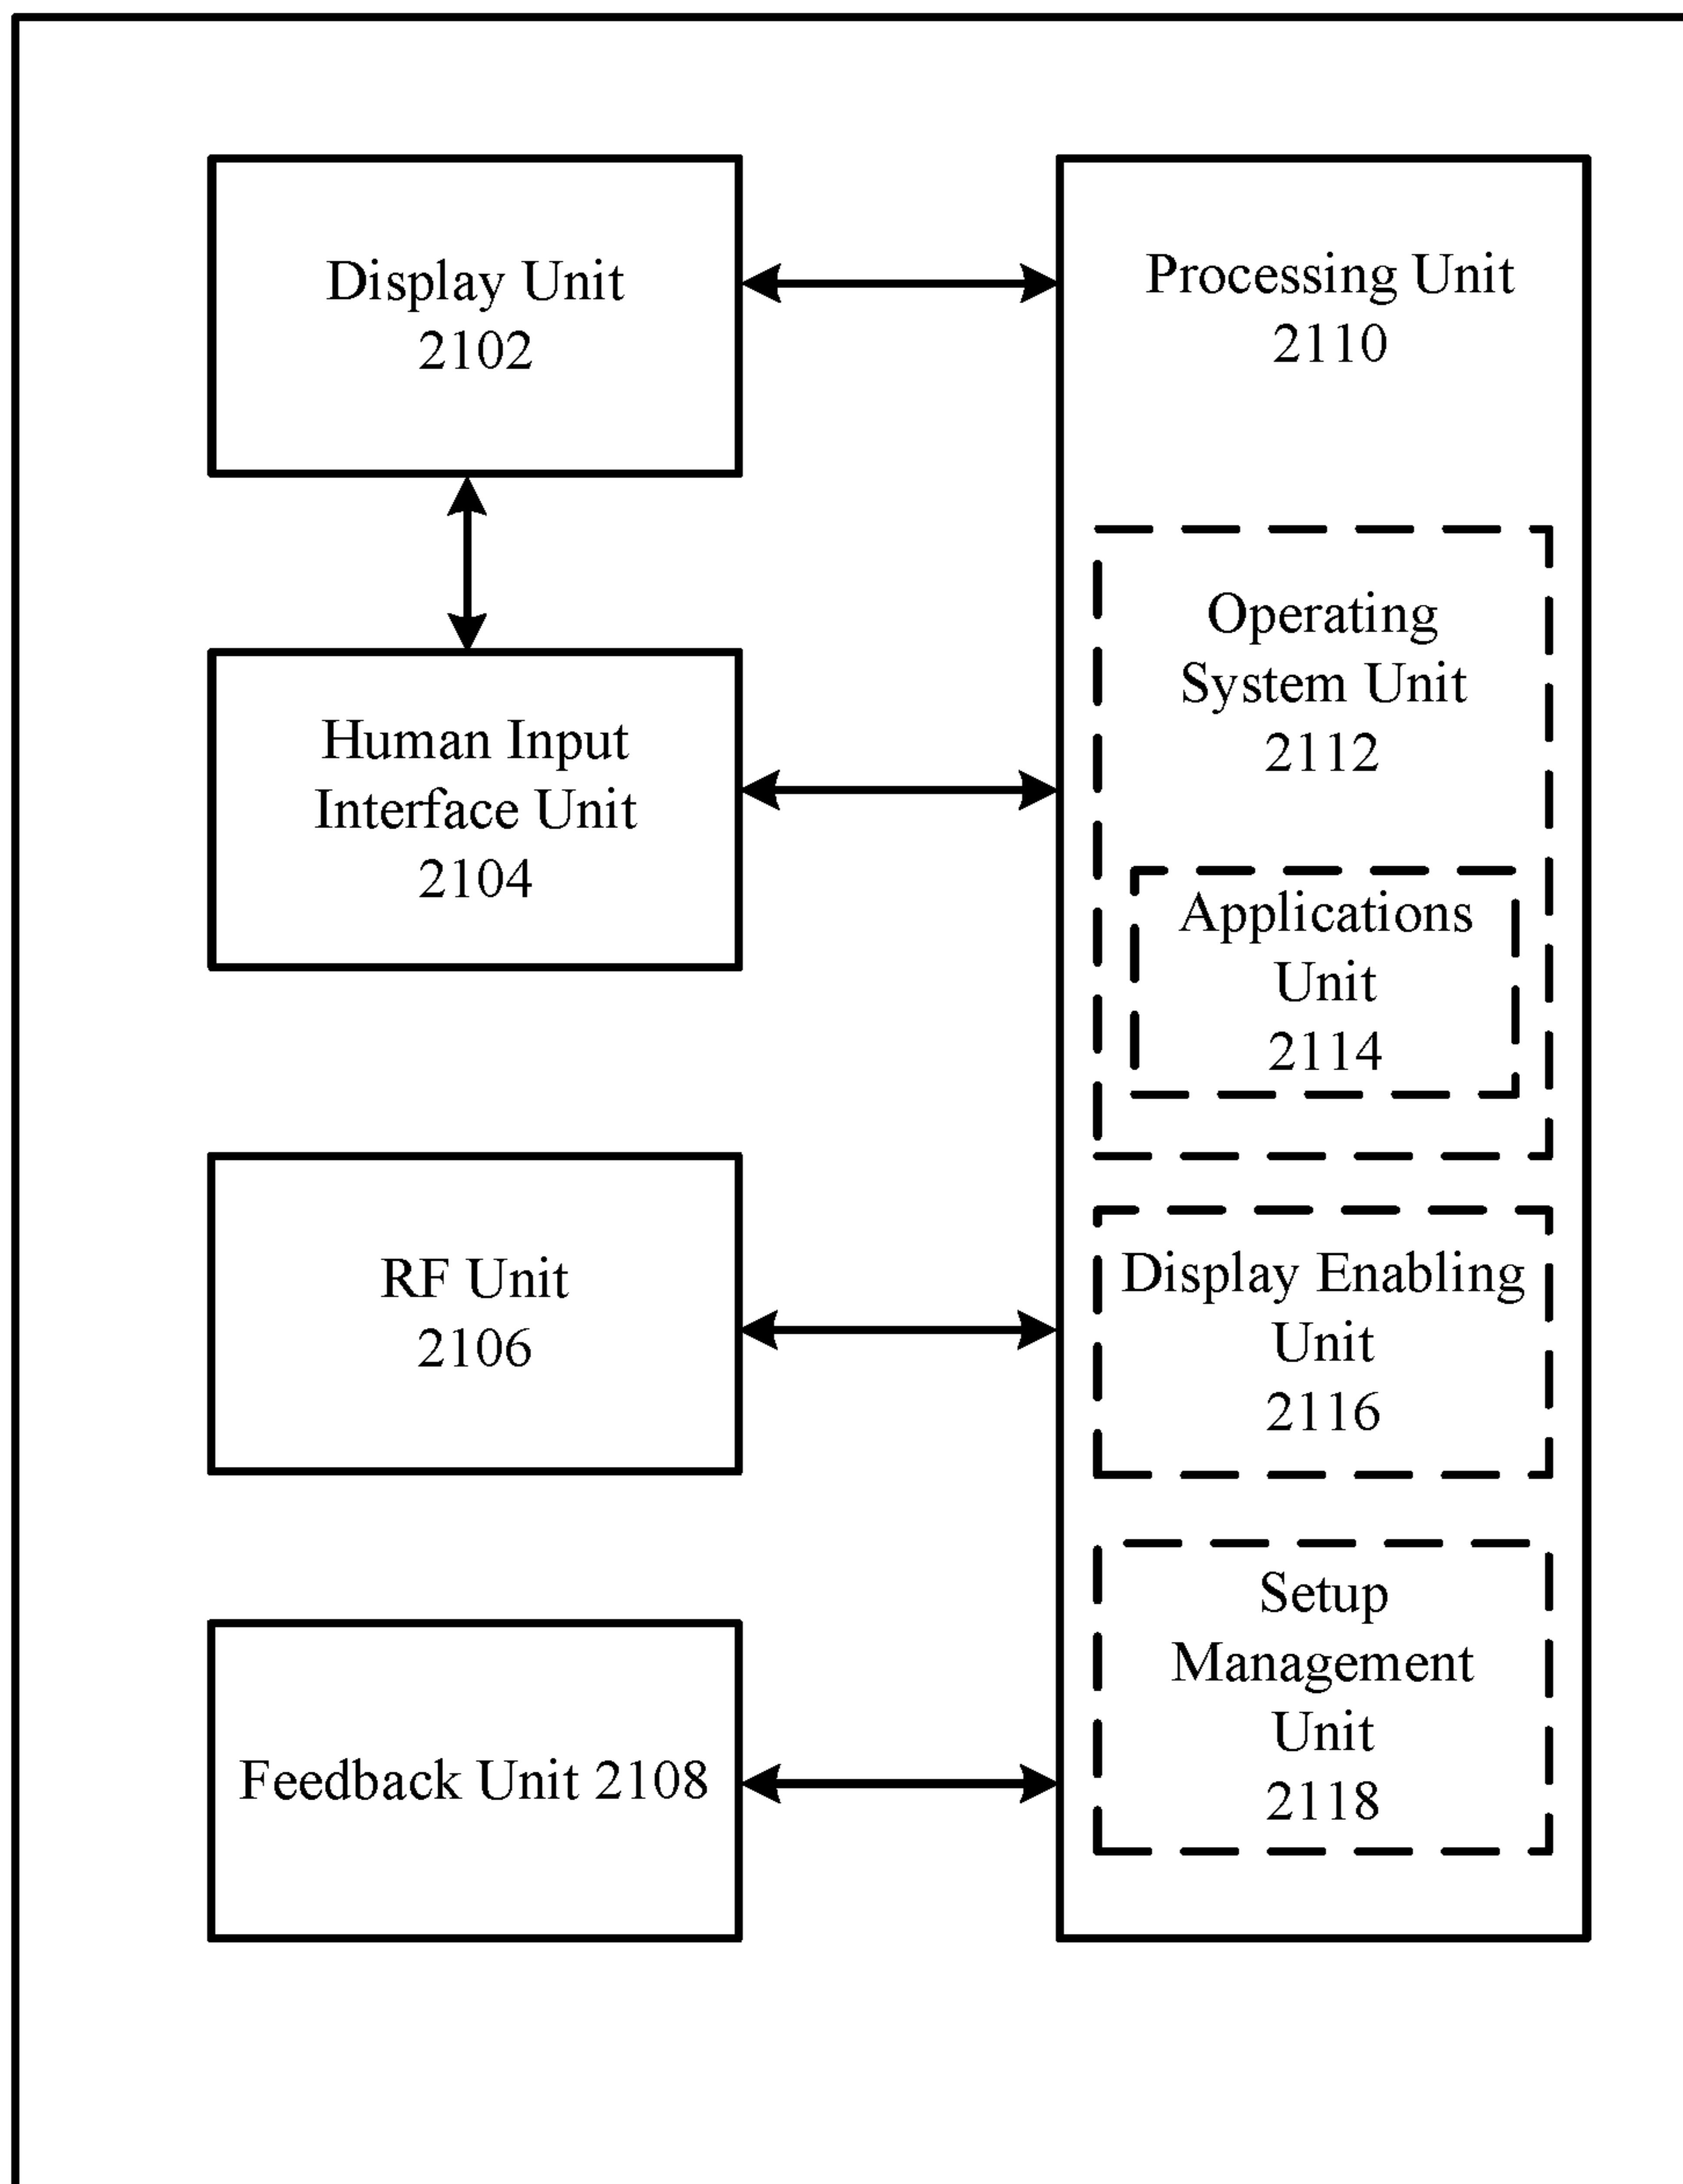 Display Unit
2102
Human Input
Interface Unit
2104
RF Unit
2106
Feedback Unit 2108
Processing Unit
2110
Operating
System Unit
2112
Applications
Unit
2114
Display Enabling
Unit
2116
Setup
Management
Unit
2118